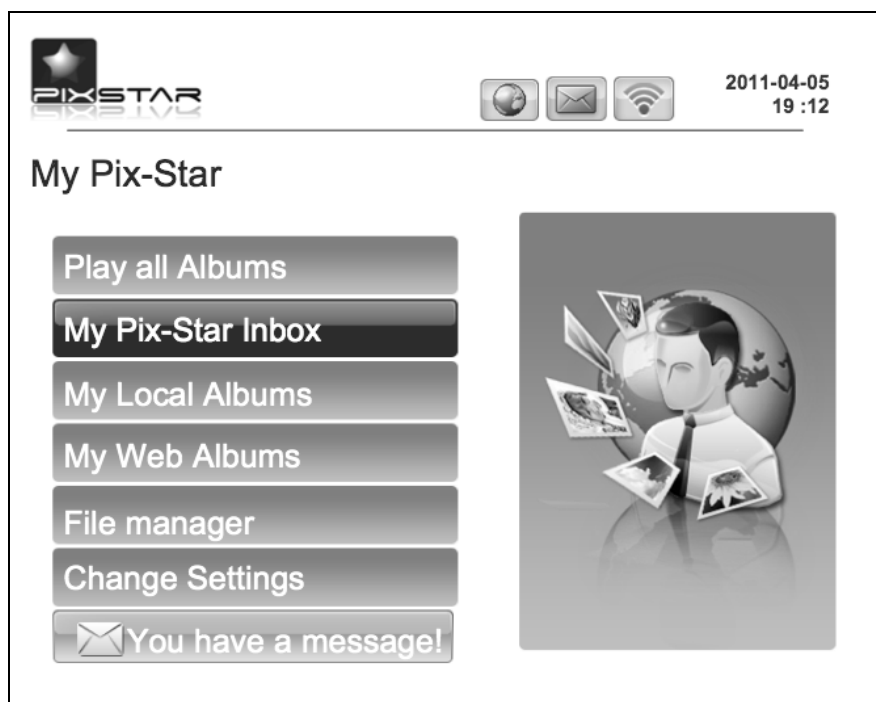 PIXSTAR
2011-04-05
19 :12
My Pix-Star
Play all Albums
My Pix-Star Inbox
My Local Albums
My Web Albums
File manager
Change Settings
You have a message!